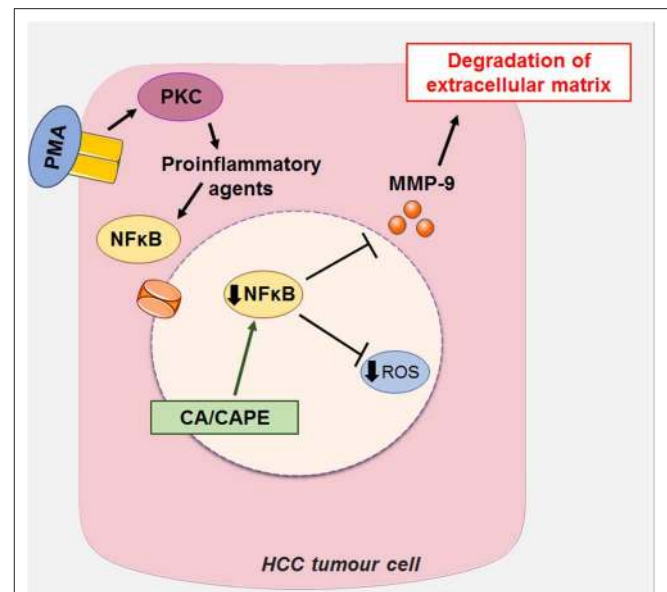 Degradation of
extracellular matrix
PKC
PMA
Proinflammatory
agents
MMP-9
NFκB
NFκB
ROS
CA/CAPE
HCC tumour cell